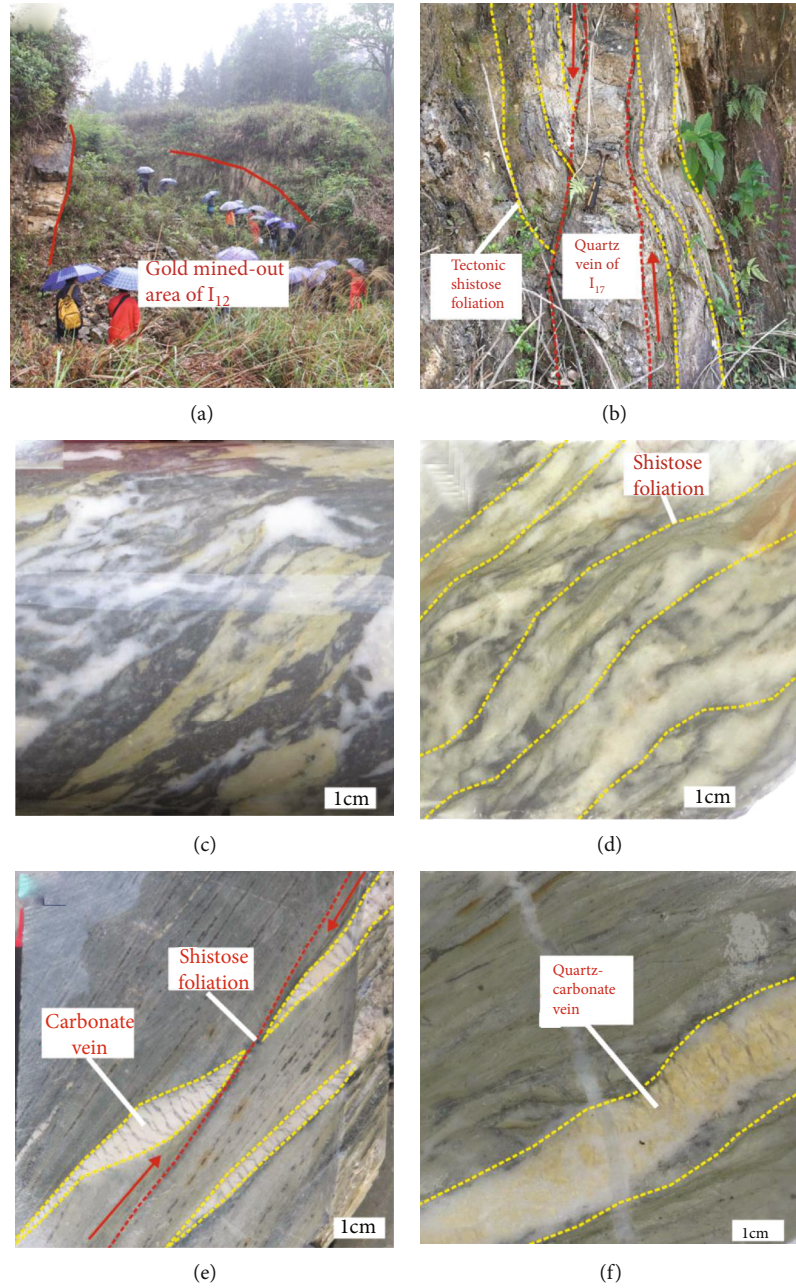 Gold mined-out
area of I12
(a)
Tectonic
shistose
foliation
Quartz
vein of
I17
(b)
1cm
(c)
Shistose
foliation
1cm
(d)
Shistose
foliation
Carbonate
vein
1cm
(e)
Quartz-
carbonate
vein
1cm
(f)